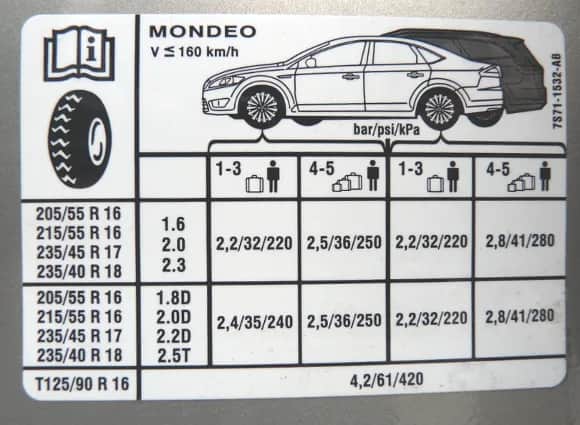 MONDEO
V ≤ 160 km/h
7S71-1532-AB
bar/psi/kPa
1-3 4-5 1-3 4-5
205/55 R 16
215/55 R 16
235/45 R 17
235/40 R 18
1.6
2.0
2.3
2,2/32/220 2,5/36/250 2,2/32/220 2,8/41/280
205/55 R 16
215/55 R 16
235/45 R 17
235/40 R 18
1.8D
2.0D
2.2D
2.5T
2,4/35/240 2,5/36/250 2,2/32/220 2,8/41/280
T125/90 R 16 4,2/61/420